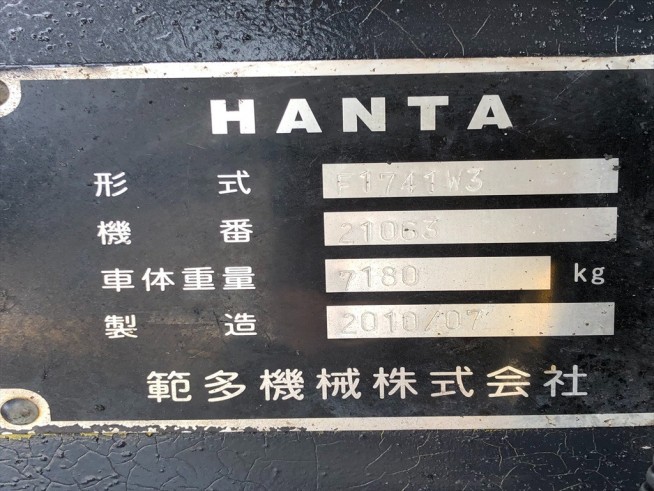 HANTA
形式 F1741W3
機番 21063
車体重量 7180 kg
製造 2010/07
範多機械株式会社